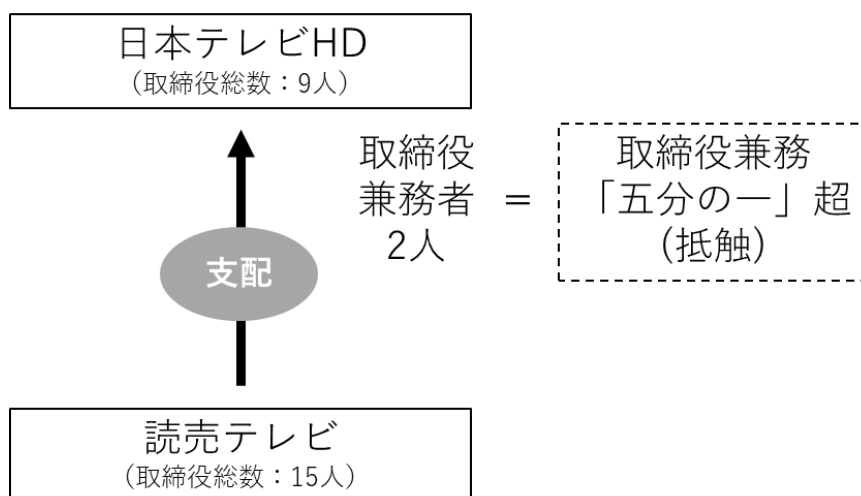 日本テレビHD
（取締役総数：9人）
取締役
兼務者
2人
＝
取締役兼務
「五分の一」超
(抵触)
支配
読売テレビ
（取締役総数：15人）